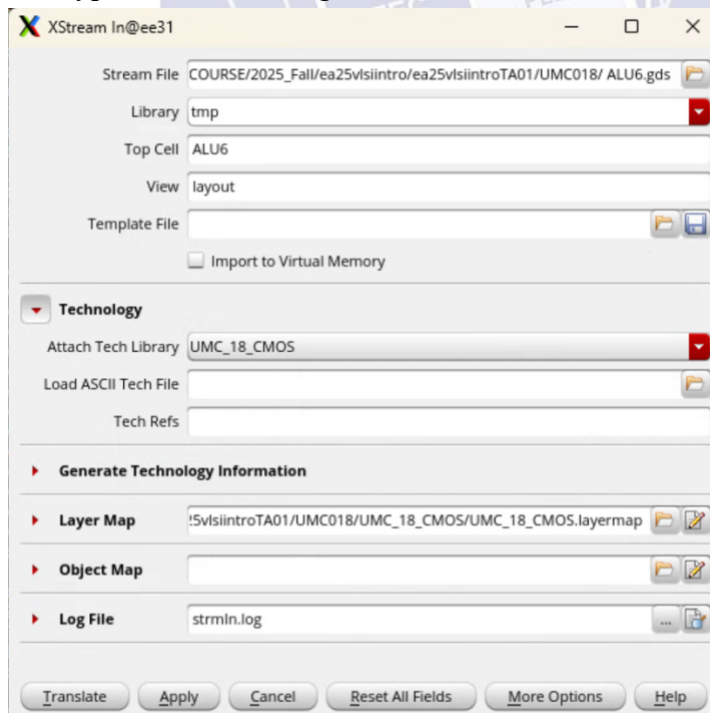 XStream In@ee31
Stream File COURSE/2025_Fall/ea25vlsiintro/ea25vlsiintroTA01/UMC018/ ALU6.gds
Library tmp
Top Cell ALU6
View layout
Template File
Import to Virtual Memory
Technology
Attach Tech Library UMC_18_CMOS
Load ASCII Tech File
Tech Refs
Generate Technology Information
Layer Map !5vlsiintroTA01/UMC018/UMC_18_CMOS/UMC_18_CMOS.layermap
Object Map
Log File strmIn.log
...
Translate Apply Cancel Reset All Fields More Options Help